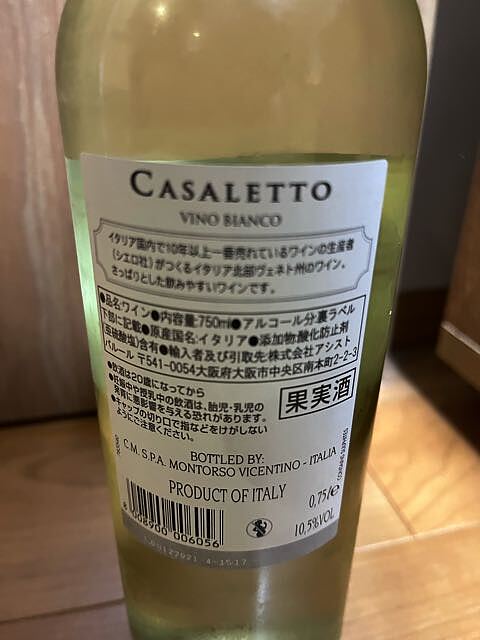 CASALETTO
VINO BIANCO
イタリア国内で10年以上一番売れているワインの生産者
(シエロ社)がつくるイタリア北部ヴェネト州のワイン。
さっぱりとした飲みやすいワインです。
●品名:ワイン●内容量:750ml●アルコール分:裏ラベル
下部に記載●原産国名:イタリア●添加物:酸化防止剤
(亜硫酸塩)含有●輸入者及び引取先:株式会社アシスト
バルール 〒541-0054大阪府大阪市中央区南本町2-2-3
●飲酒は20歳になってから
●妊娠中や授乳中の飲酒は、胎児・乳児の
発育に悪影響を与える恐れがあります。
●キャップの切り口で指などをけがしない
ようにご注意ください。
果実酒
BOTTLED BY:
C.M. S.P.A. MONTORSO VICENTINO - ITALIA
PRODUCT OF ITALY
0,75 l e
10,5%VOL
8 008900 006056